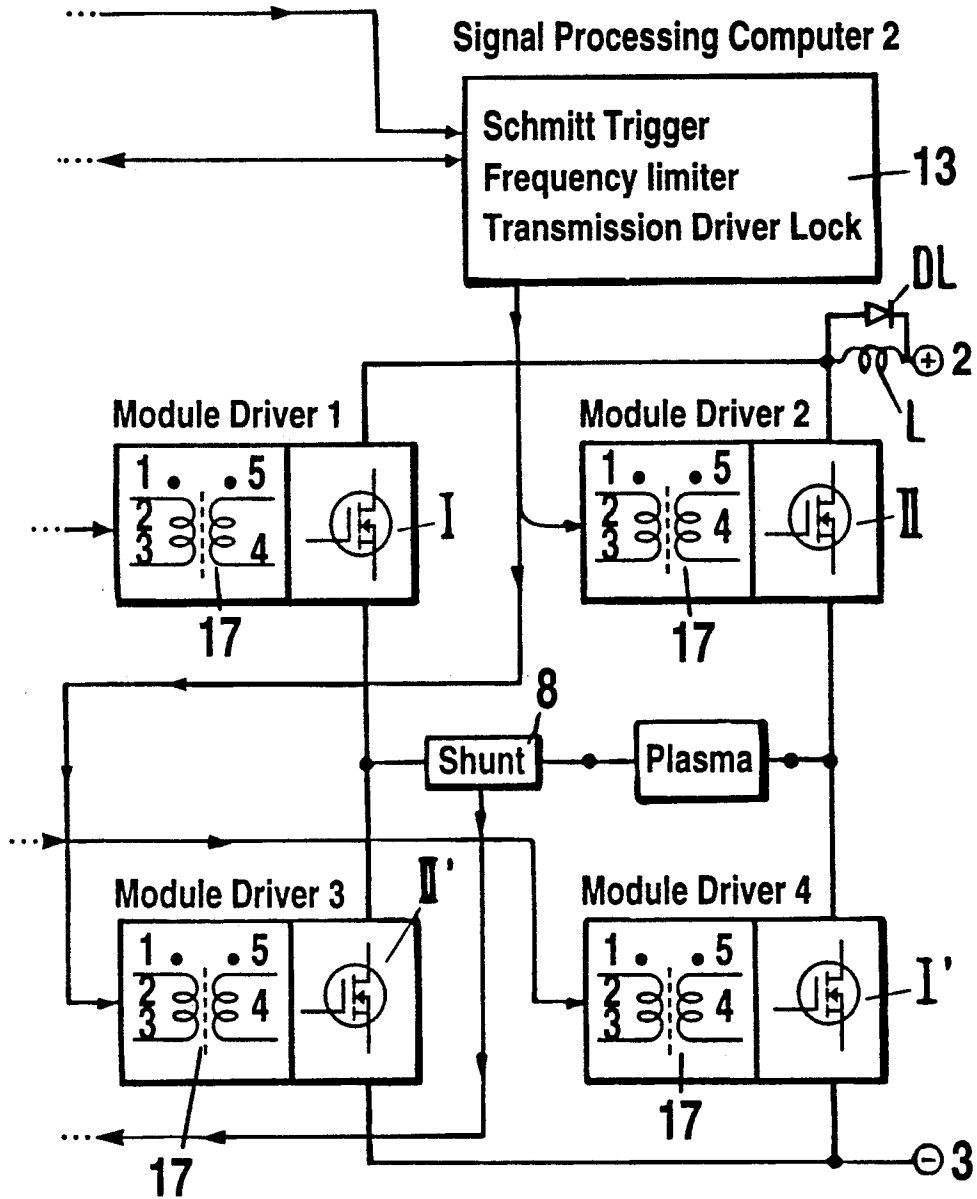 Signal Processing Computer 2
Schmitt Trigger
Frequency limiter
Transmission Driver Lock
13
DL
+ 2
L
Module Driver 1
Module Driver 2
1 5
2
3 4
I
17
1 5
2 4
3
II
17
8
Shunt
Plasma
Module Driver 3
II'
Module Driver 4
1 5
2 4
3
17
1 5
2 4
3
I'
17
− 3